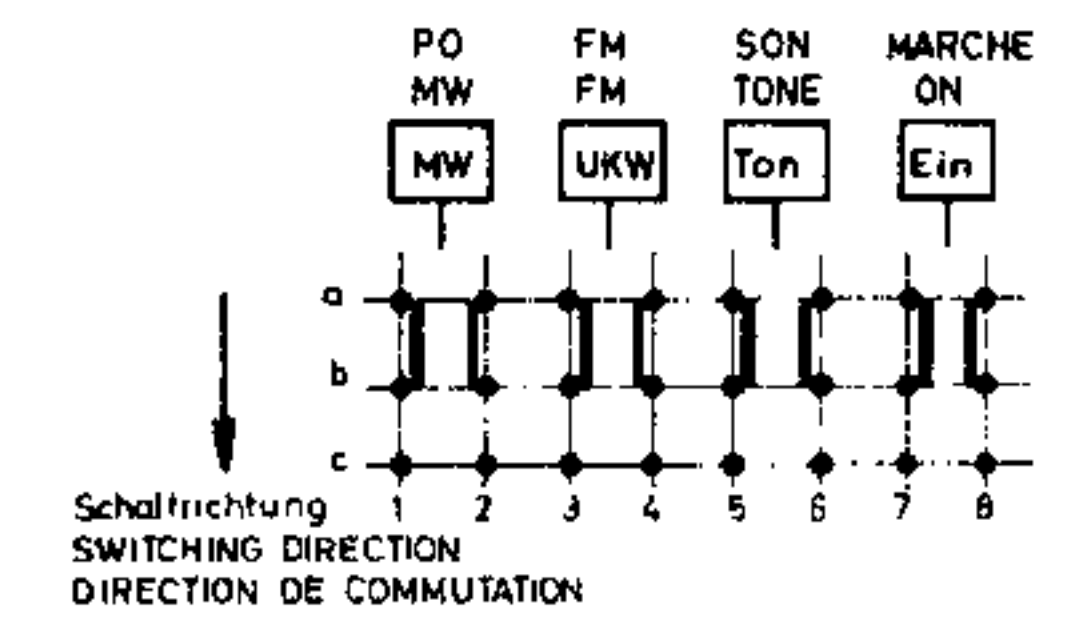 PO FM SON MARCHE
MW FM TONE ON
MW UKW Ton Ein
a
b
c
1 2 3 4 5 6 7 8
Schaltrichtung
SWITCHING DIRECTION
DIRECTION DE COMMUTATION